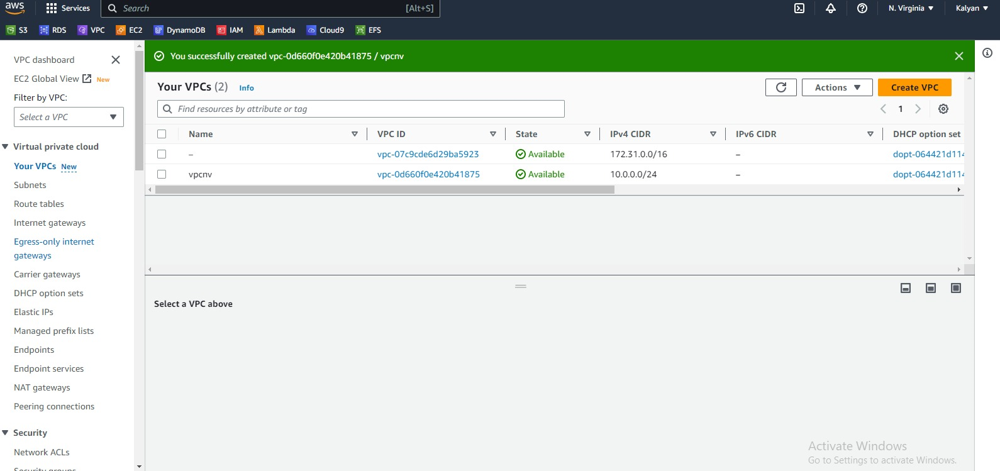 aws Services Search [Alt+S] N. Virginia Kalyan
S3 RDS VPC EC2 DynamoDB IAM Lambda Cloud9 EFS
VPC dashboard
EC2 Global View New
Filter by VPC:
Select a VPC
Virtual private cloud
Your VPCs New
Subnets
Route tables
Internet gateways
Egress-only internet
gateways
Carrier gateways
DHCP option sets
Elastic IPs
Managed prefix lists
Endpoints
Endpoint services
NAT gateways
Peering connections
Security
Network ACLs
Security groups
You successfully created vpc-0d660f0e420b41875 / vpcnv
Your VPCs (2) Info
Actions Create VPC
Find resources by attribute or tag
1
Name VPC ID State IPv4 CIDR IPv6 CIDR DHCP option set
– vpc-07c9cde6d29ba5923 Available 172.31.0.0/16 – dopt-064421d114
vpcnv vpc-0d660f0e420b41875 Available 10.0.0.0/24 – dopt-064421d114
Select a VPC above
Activate Windows
Go to Settings to activate Windows.